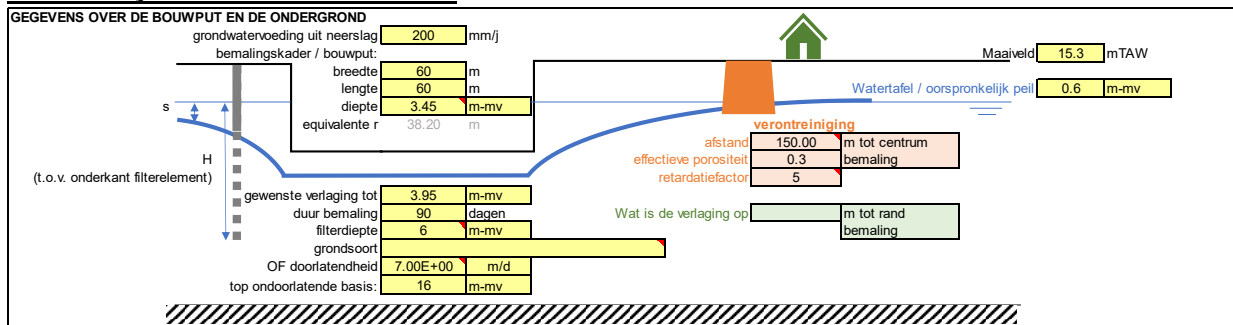 GEGEVENS OVER DE BOUWPUT EN DE ONDERGROND
grondwatervoeding uit neerslag 200 mm/j
bemalingskader / bouwput:
Maaiveld 15.3 mTAW
breedte 60 m
lengte 60 m
Watertafel / oorspronkelijk peil 0.6 m-mv
diepte 3.45 m-mv
s
equivalente r 38.20 m
verontreiniging
afstand 150.00 m tot centrum
effectieve porositeit 0.3 bemaling
retardatiefactor 5
H
(t.o.v. onderkant filterelement)
gewenste verlaging tot 3.95 m-mv
duur bemaling 90 dagen
Wat is de verlaging op m tot rand
bemaling
filterdiepte 6 m-mv
grondsoort
OF doorlatendheid 7.00E+00 m/d
top ondoorlatende basis: 16 m-mv